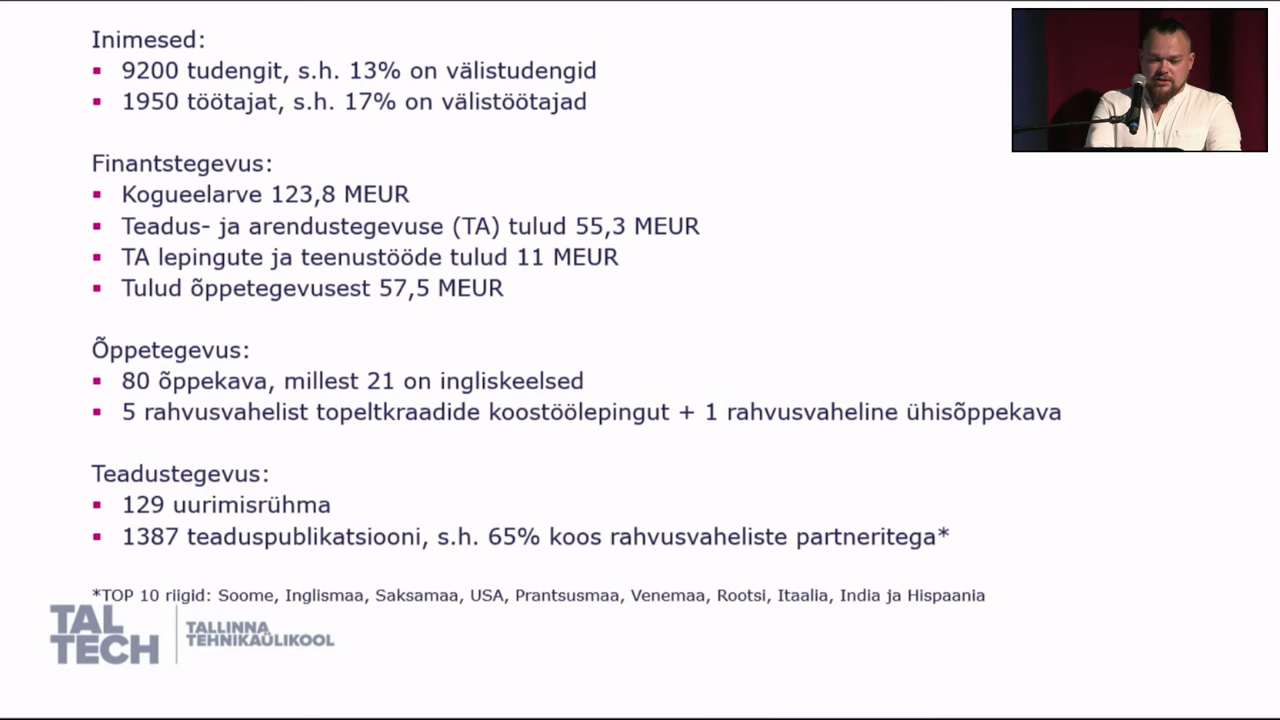 Inimesed:
▪ 9200 tudengit, s.h. 13% on välistudengid
▪ 1950 töötajat, s.h. 17% on välistöötajad
Finantstegevus:
▪ Kogueelarve 123,8 MEUR
▪ Teadus- ja arendustegevuse (TA) tulud 55,3 MEUR
▪ TA lepingute ja teenustööde tulud 11 MEUR
▪ Tulud õppetegevusest 57,5 MEUR
Õppetegevus:
▪ 80 õppekava, millest 21 on ingliskeelsed
▪ 5 rahvusvahelist topeltkraadide koostöölepingut + 1 rahvusvaheline ühisõppekava
Teadustegevus:
▪ 129 uurimisrühma
▪ 1387 teaduspublikatsiooni, s.h. 65% koos rahvusvaheliste partneritega*
*TOP 10 riigid: Soome, Inglismaa, Saksamaa, USA, Prantsusmaa, Venemaa, Rootsi, Itaalia, India ja Hispaania
TAL
TECH
TALLINNA
TEHNIKAÜLIKOOL